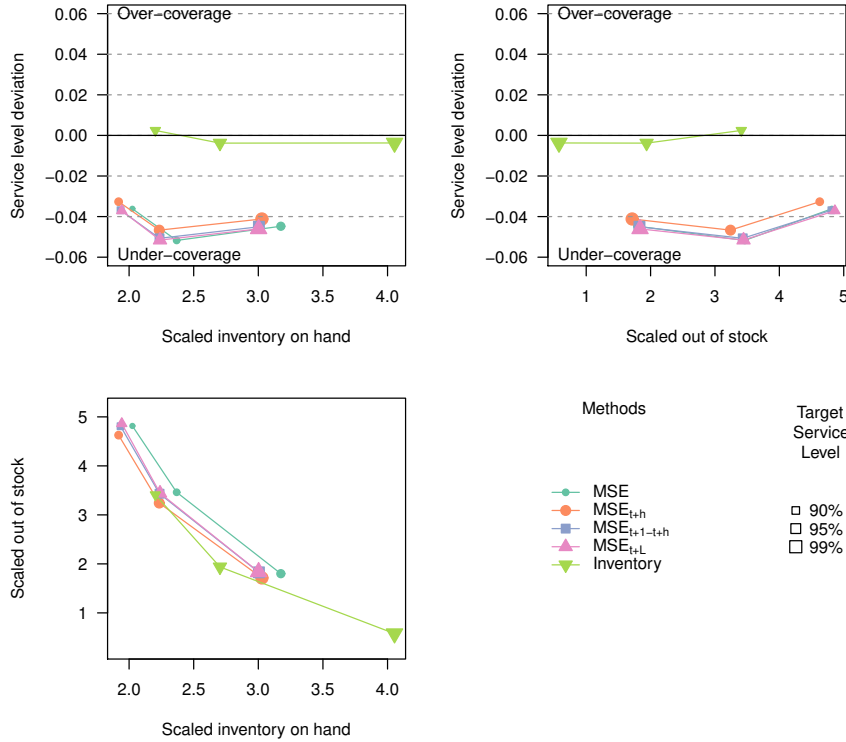 Over−coverage
Under−coverage
0.06
0.04
0.02
0.00
−0.02
−0.04
−0.06
Service level deviation
2.0 2.5 3.0 3.5 4.0
Scaled inventory on hand
Over−coverage
Under−coverage
0.06
0.04
0.02
0.00
−0.02
−0.04
−0.06
Service level deviation
1 2 3 4 5
Scaled out of stock
5
4
3
2
1
Scaled out of stock
2.0 2.5 3.0 3.5 4.0
Scaled inventory on hand
Methods
MSE
MSEt+h
MSEt+1−t+h
MSEt+L
Inventory
Target
Service
Level
90%
95%
99%